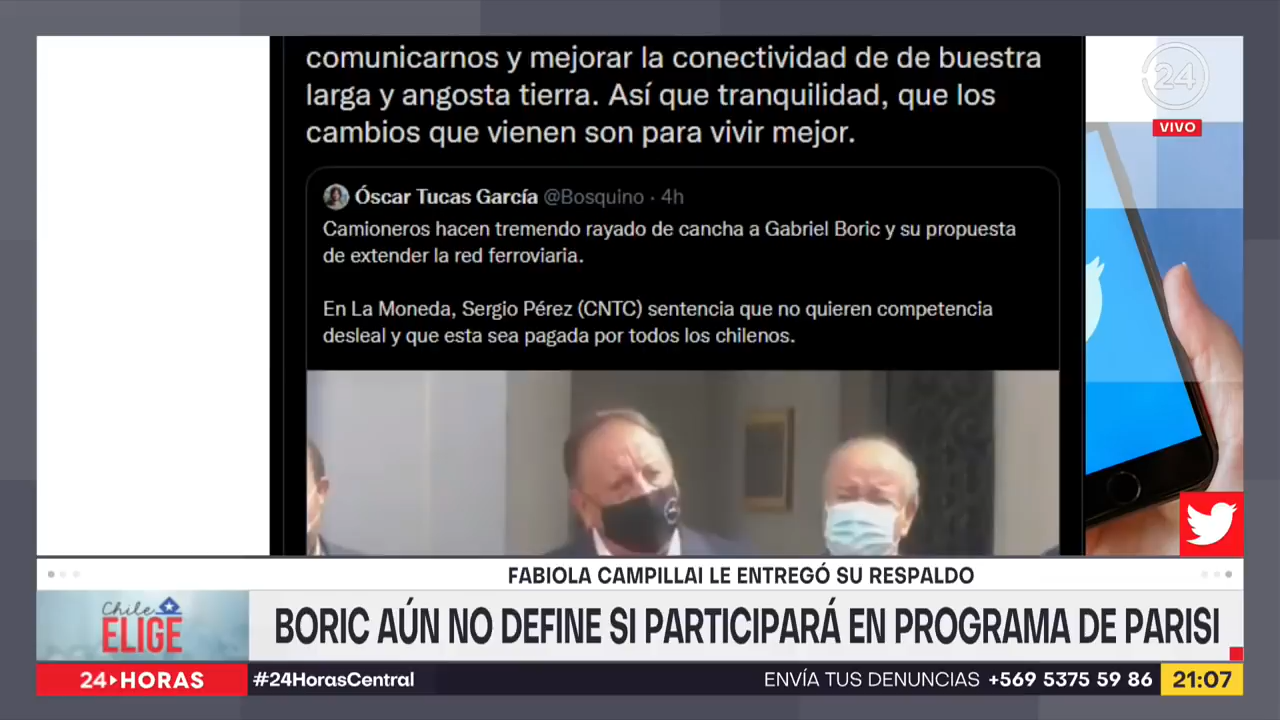 comunicarnos y mejorar la conectividad de de buestra
larga y angosta tierra. Así que tranquilidad, que los
cambios que vienen son para vivir mejor.
Óscar Tucas García @Bosquino · 4h
Camioneros hacen tremendo rayado de cancha a Gabriel Boric y su propuesta
de extender la red ferroviaria.
En La Moneda, Sergio Pérez (CNTC) sentencia que no quieren competencia
desleal y que esta sea pagada por todos los chilenos.
24
VIVO
FABIOLA CAMPILLAI LE ENTREGÓ SU RESPALDO
Chile
ELIGE
BORIC AÚN NO DEFINE SI PARTICIPARÁ EN PROGRAMA DE PARISI
24 HORAS
#24HorasCentral
ENVÍA TUS DENUNCIAS +569 5375 59 86
21:07